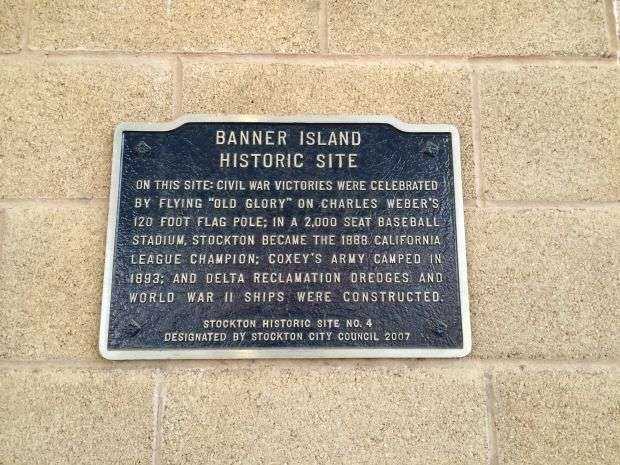 BANNER ISLAND
HISTORIC SITE
ON THIS SITE: CIVIL WAR VICTORIES WERE CELEBRATED
BY FLYING "OLD GLORY" ON CHARLES WEBER'S
120 FOOT FLAG POLE; IN A 2,000 SEAT BASEBALL
STADIUM, STOCKTON BECAME THE 1888 CALIFORNIA
LEAGUE CHAMPION; COXEY'S ARMY CAMPED IN
1893; AND DELTA RECLAMATION DREDGES AND
WORLD WAR II SHIPS WERE CONSTRUCTED.
STOCKTON HISTORIC SITE NO. 4
DESIGNATED BY STOCKTON CITY COUNCIL 2007